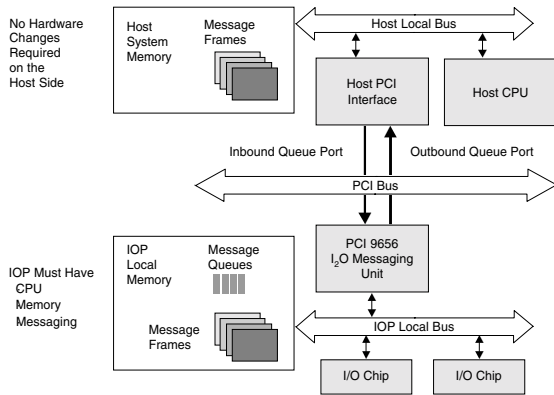 No Hardware
Changes
Required
on the
Host Side
Host
System
Memory
Message
Frames
Host Local Bus
Host PCI
Interface
Host CPU
Inbound Queue Port
Outbound Queue Port
PCI Bus
IOP Must Have
CPU
Memory
Messaging
IOP
Local
Memory
Message
Queues
Message
Frames
PCI 9656
I₂O Messaging
Unit
IOP Local Bus
I/O Chip
I/O Chip